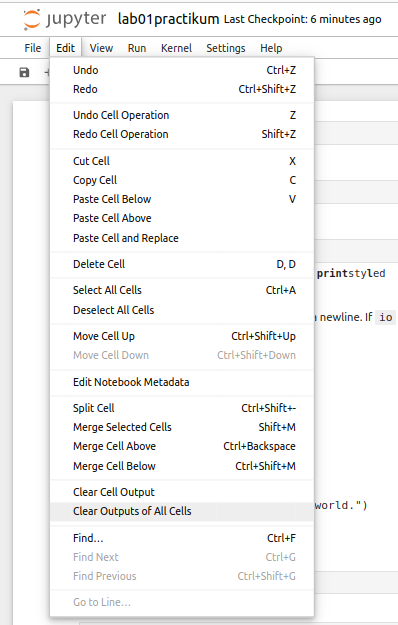 jupyter lab01practikum Last Checkpoint: 6 minutes ago
File Edit View Run Kernel Settings Help
Undo Ctrl+Z
Redo Ctrl+Shift+Z
Undo Cell Operation Z
Redo Cell Operation Shift+Z
Cut Cell X
Copy Cell C
Paste Cell Below V
Paste Cell Above
Paste Cell and Replace
Delete Cell D, D
printstyled
Select All Cells Ctrl+A
Deselect All Cells
newline. If io
Move Cell Up Ctrl+Shift+Up
Move Cell Down Ctrl+Shift+Down
Edit Notebook Metadata
Split Cell Ctrl+Shift+-
Merge Selected Cells Shift+M
Merge Cell Above Ctrl+Backspace
Merge Cell Below Ctrl+Shift+M
Clear Cell Output
Clear Outputs of All Cells
world.")
Find… Ctrl+F
Find Next Ctrl+G
Find Previous Ctrl+Shift+G
Go to Line…